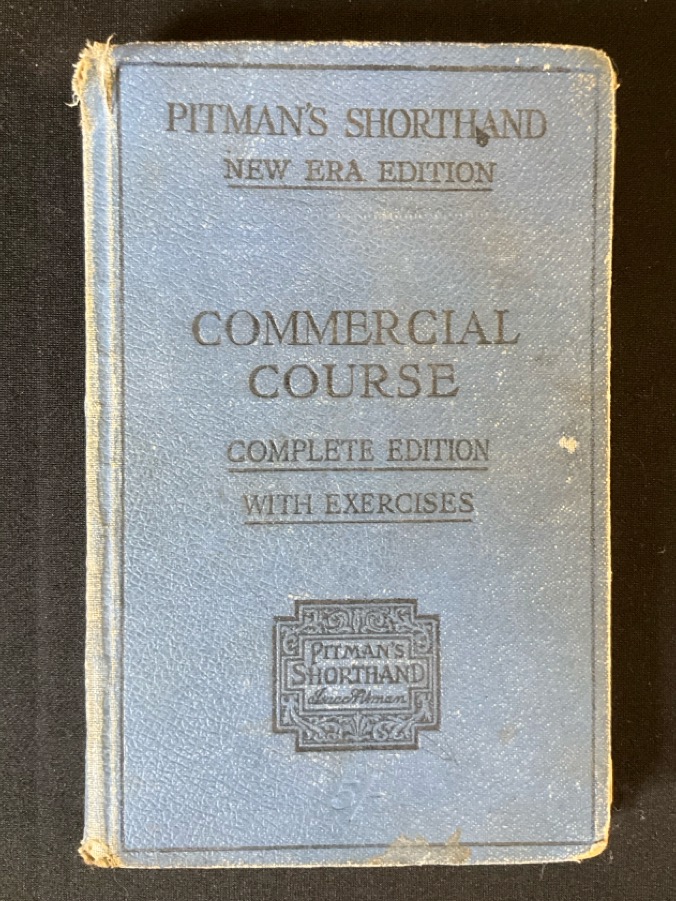 PITMAN'S SHORTHAND
NEW ERA EDITION
COMMERCIAL
COURSE
COMPLETE EDITION
WITH EXERCISES
PITMAN'S
SHORTHAND
Isaac Pitman
5/-